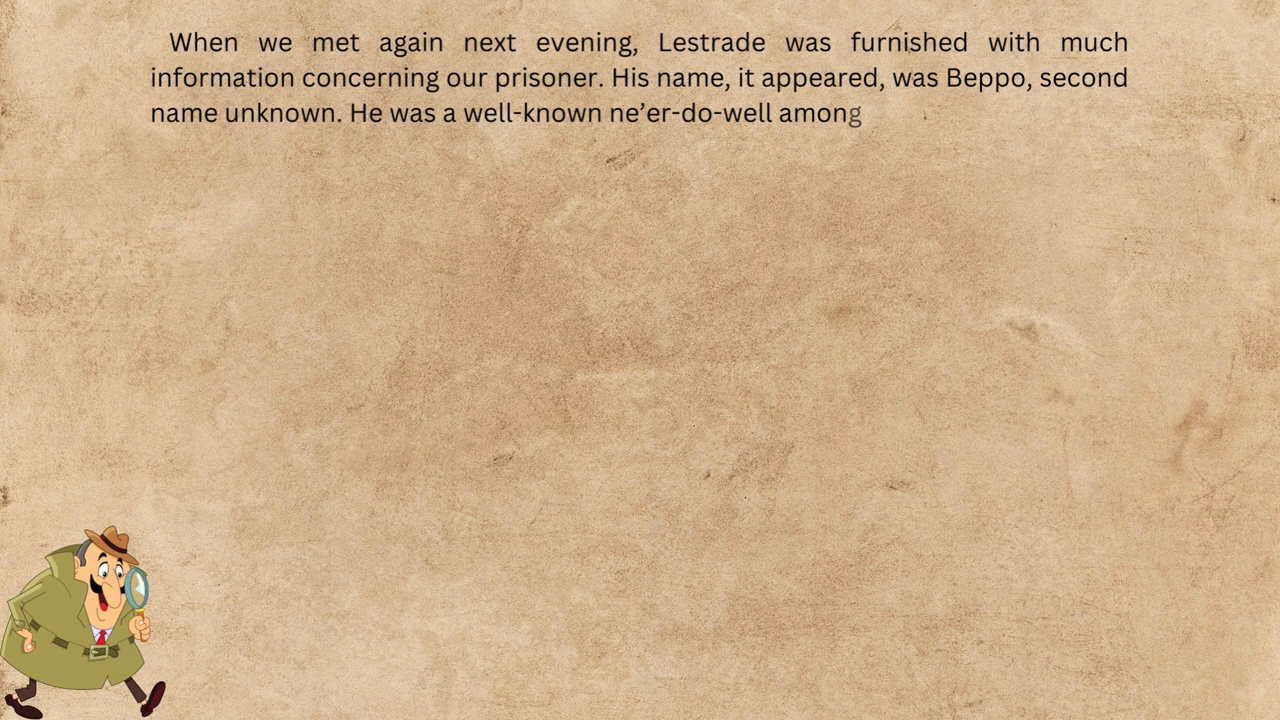 When we met again next evening, Lestrade was furnished with much
information concerning our prisoner. His name, it appeared, was Beppo, second
name unknown. He was a well-known ne’er-do-well among